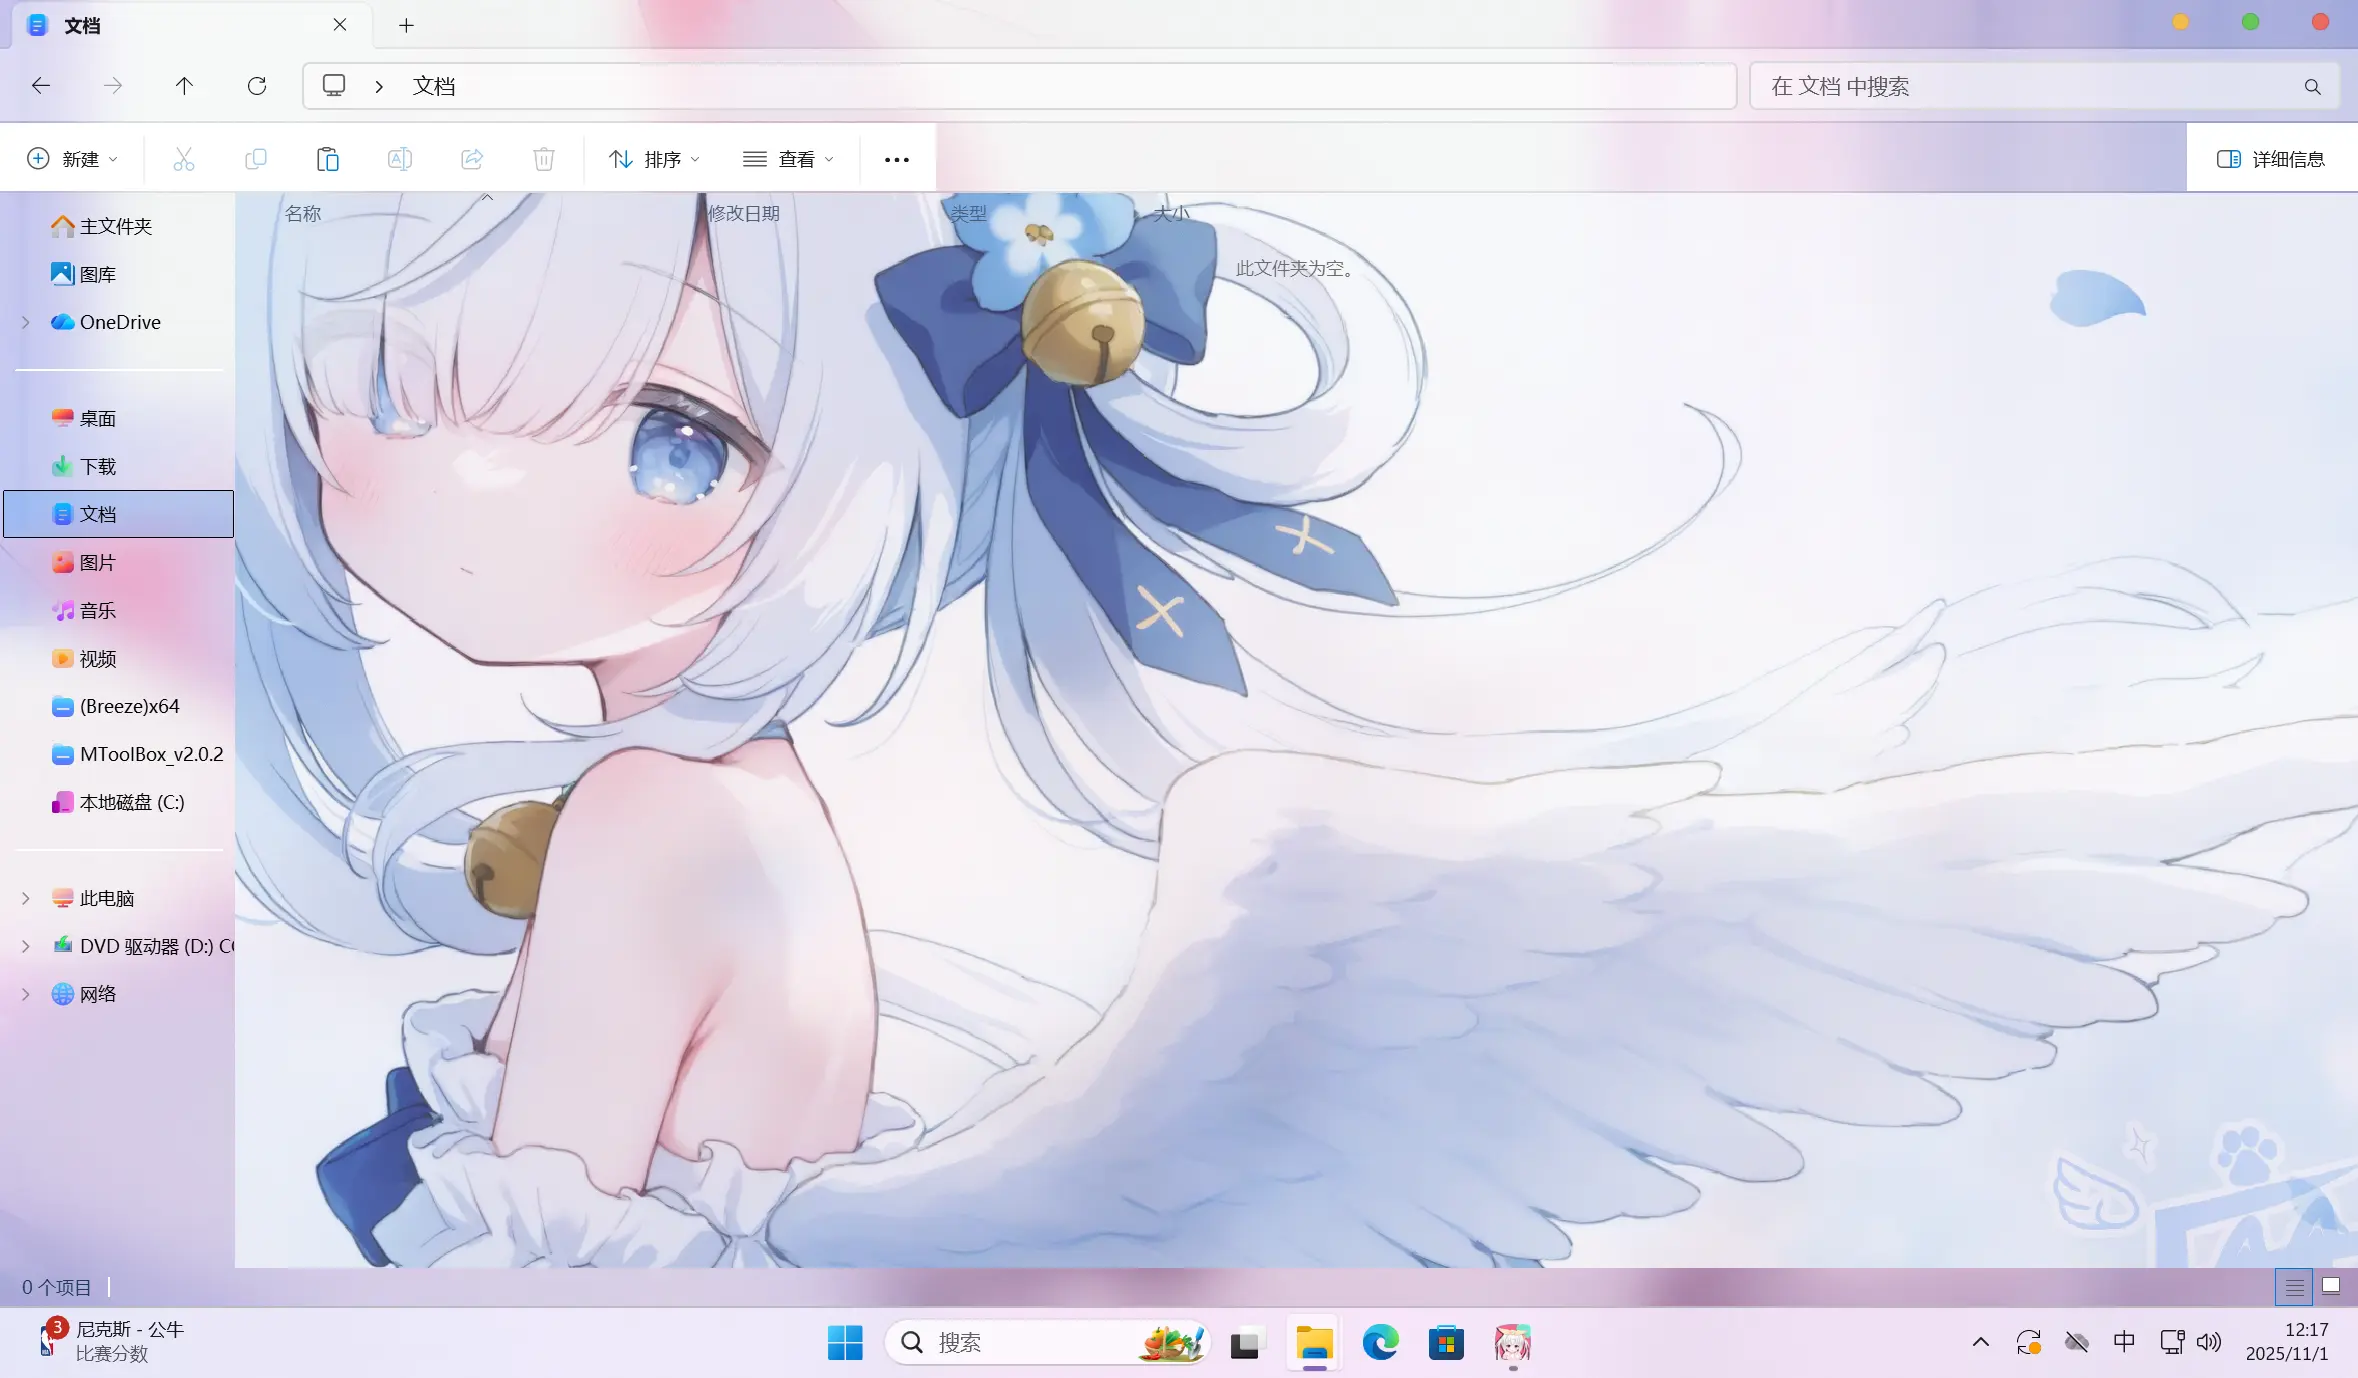 文档
文档
在 文档 中搜索
新建
排序
查看
详细信息
名称
修改日期
类型
大小
此文件夹为空。
主文件夹
图库
OneDrive
桌面
下载
文档
图片
音乐
视频
(Breeze)x64
MToolBox_v2.0.2
本地磁盘 (C:)
此电脑
DVD 驱动器 (D:) C
网络
0 个项目
3
尼克斯 - 公牛
比赛分数
搜索
中
12:17
2025/11/1